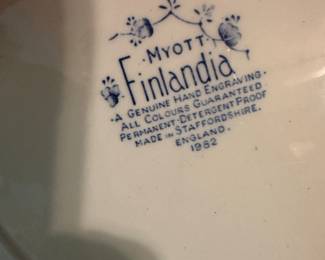 · MYOTT ·
Finlandia
· A GENUINE HAND ENGRAVING ·
ALL COLOURS GUARANTEED
PERMANENT·DETERGENT PROOF
MADE IN STAFFORDSHIRE.
ENGLAND.
1982